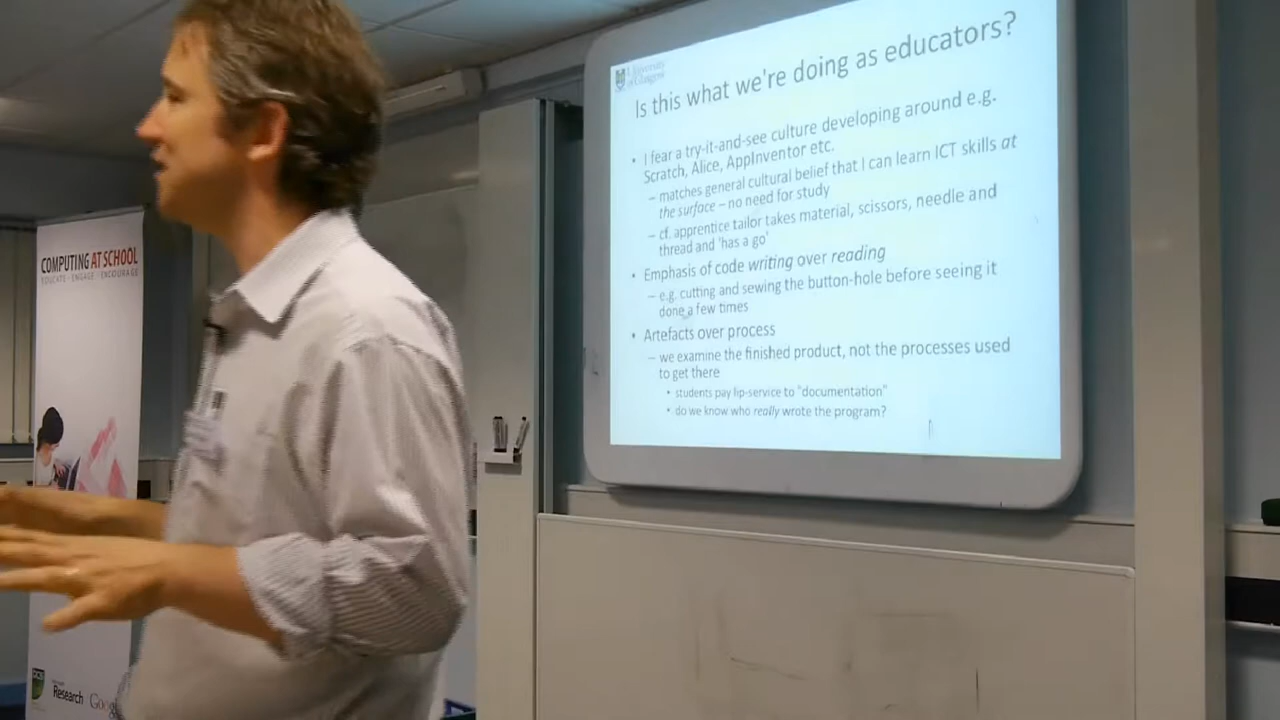 University
of Glasgow
Is this what we're doing as educators?
• I fear a try-it-and-see culture developing around e.g.
Scratch, Alice, AppInventor etc.
– matches general cultural belief that I can learn ICT skills at
the surface – no need for study
– cf. apprentice tailor takes material, scissors, needle and
thread and 'has a go'
• Emphasis of code writing over reading
– e.g. cutting and sewing the button-hole before seeing it
done a few times
• Artefacts over process
– we examine the finished product, not the processes used
to get there
• students pay lip-service to "documentation"
• do we know who really wrote the program?
COMPUTING AT SCHOOL
EDUCATE · ENGAGE · ENCOURAGE
Research